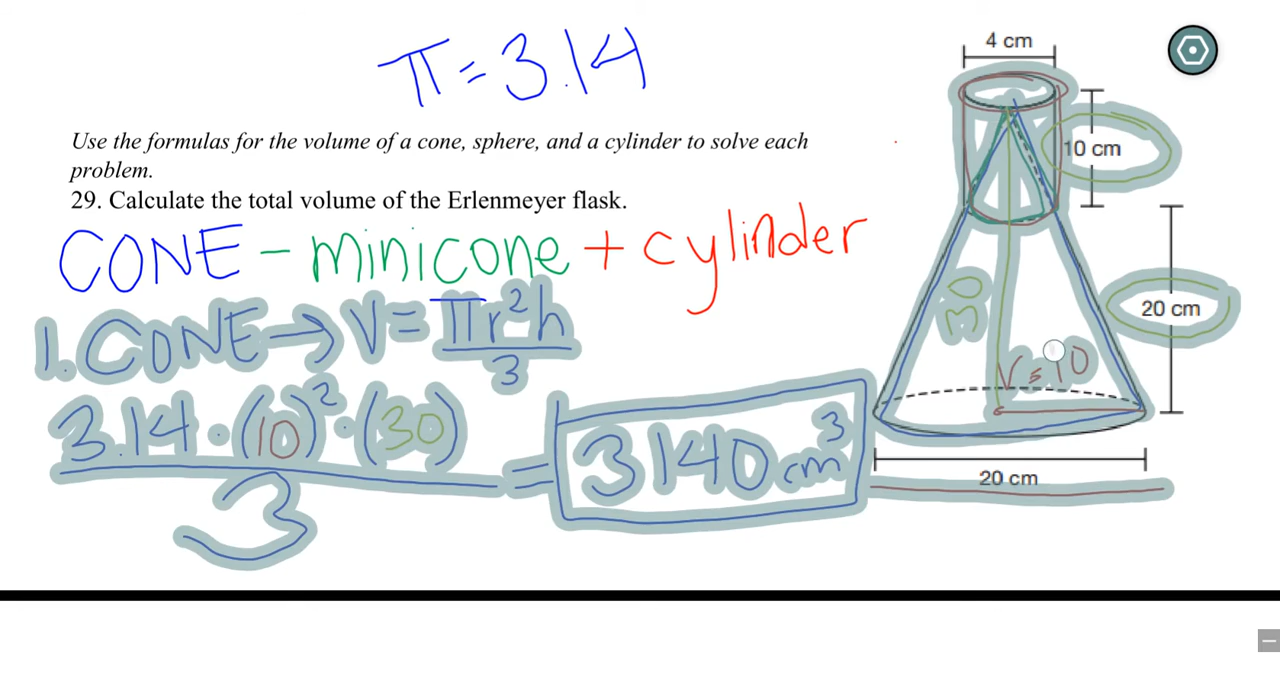 π = 3.14
4 cm
Use the formulas for the volume of a cone, sphere, and a cylinder to solve each
problem.
10 cm
29. Calculate the total volume of the Erlenmeyer flask.
CONE - minicone + cylinder
1. CONE → V = πr²h
3
30
20 cm
r = 10
3.14 · (10)² · (30)
3
= 3140 cm³
20 cm